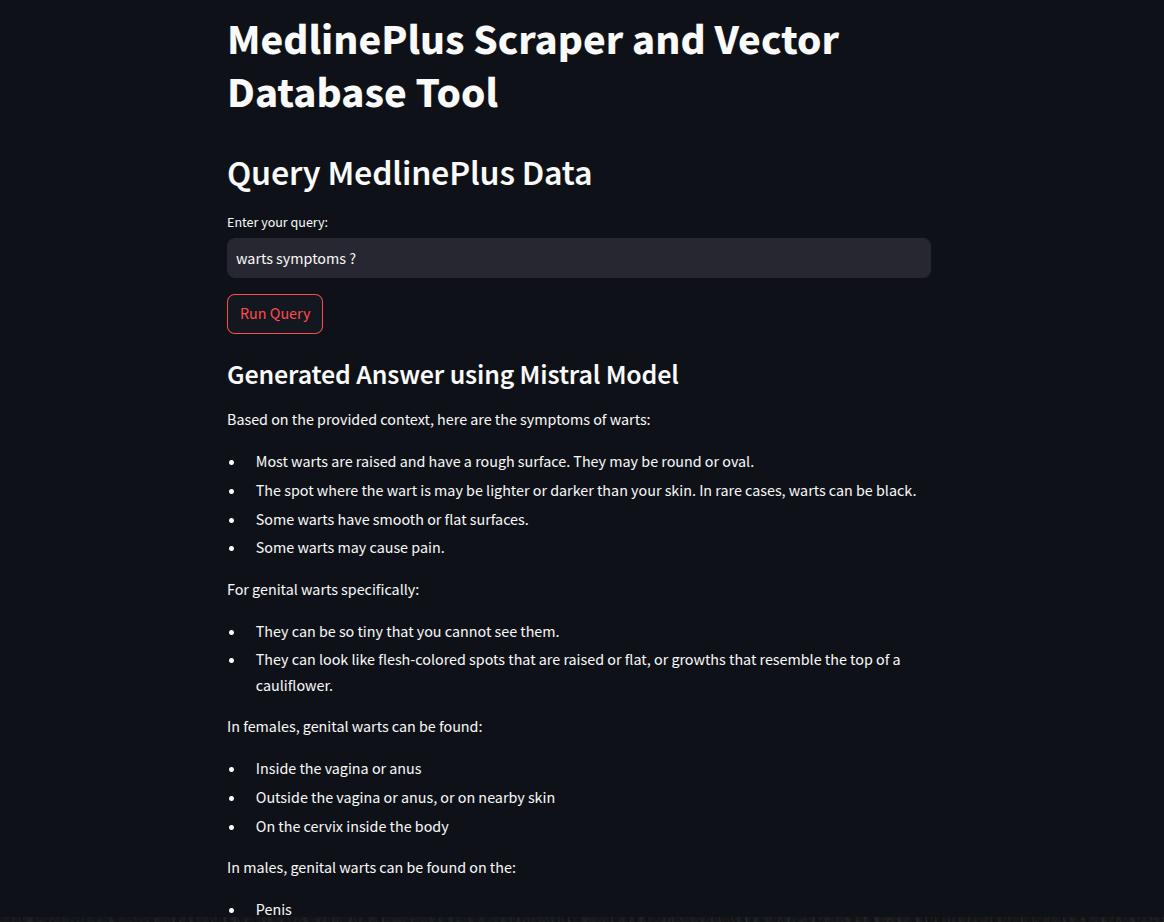 MedlinePlus Scraper and Vector
Database Tool
Query MedlinePlus Data
Enter your query:
warts symptoms ?
Run Query
Generated Answer using Mistral Model
Based on the provided context, here are the symptoms of warts:
• Most warts are raised and have a rough surface. They may be round or oval.
• The spot where the wart is may be lighter or darker than your skin. In rare cases, warts can be black.
• Some warts have smooth or flat surfaces.
• Some warts may cause pain.
For genital warts specifically:
• They can be so tiny that you cannot see them.
• They can look like flesh-colored spots that are raised or flat, or growths that resemble the top of a
cauliflower.
In females, genital warts can be found:
• Inside the vagina or anus
• Outside the vagina or anus, or on nearby skin
• On the cervix inside the body
In males, genital warts can be found on the:
• Penis